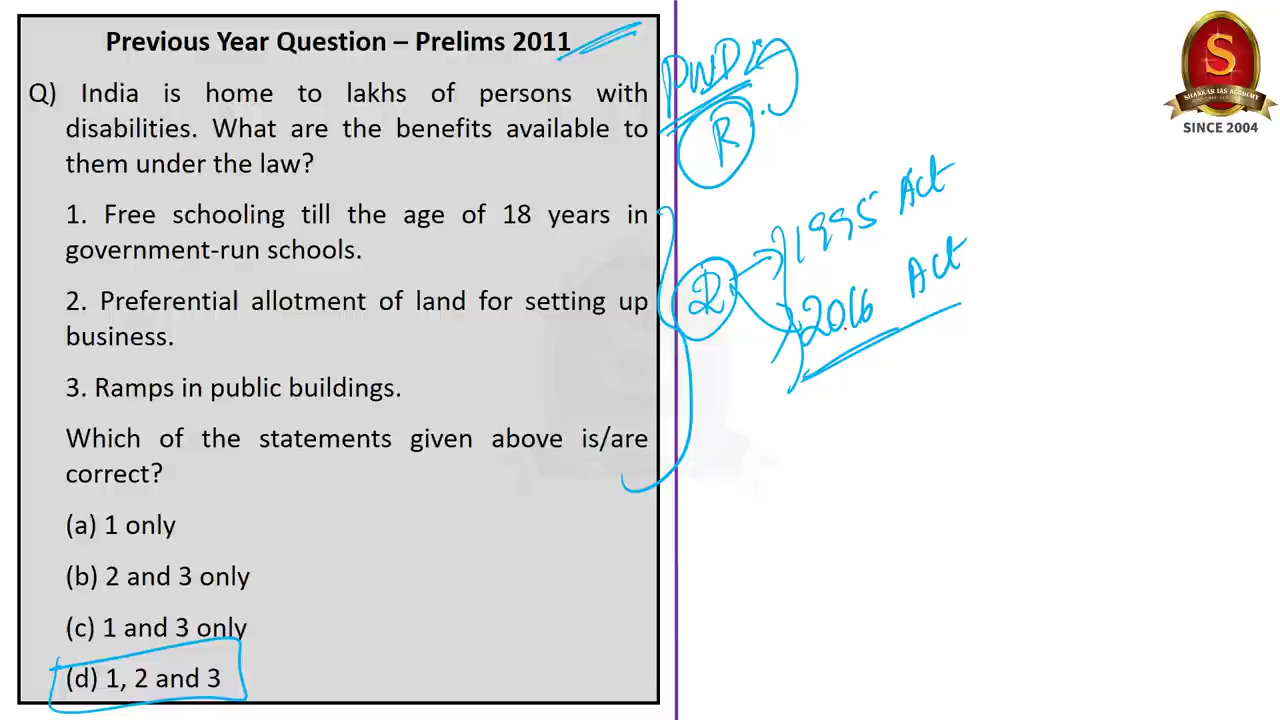 Previous Year Question – Prelims 2011
Q) India is home to lakhs of persons with
disabilities. What are the benefits available to
them under the law?
1. Free schooling till the age of 18 years in
government-run schools.
2. Preferential allotment of land for setting up
business.
3. Ramps in public buildings.
Which of the statements given above is/are
correct?
(a) 1 only
(b) 2 and 3 only
(c) 1 and 3 only
(d) 1, 2 and 3
PWD
R
1995 Act
2016 Act
S
SHANKAR IAS ACADEMY
SINCE 2004